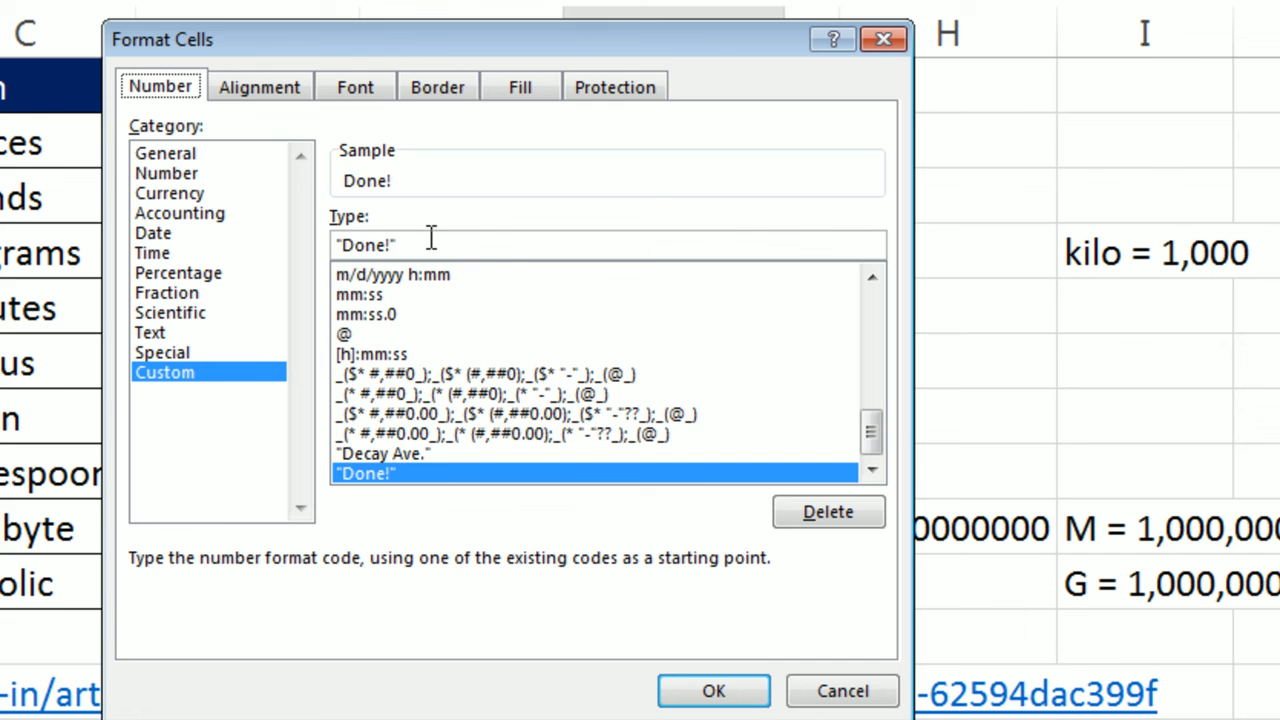 C
H
I
Format Cells
?
Number
Alignment
Font
Border
Fill
Protection
Category:
General
Number
Currency
Accounting
Date
Time
Percentage
Fraction
Scientific
Text
Special
Custom
Sample
Done!
Type:
"Done!"
m/d/yyyy h:mm
mm:ss
mm:ss.0
@
[h]:mm:ss
_($* #,##0_);_($* (#,##0);_($* "-"_);_(@_)
_(* #,##0_);_(* (#,##0);_(* "-"_);_(@_)
_($* #,##0.00_);_($* (#,##0.00);_($* "-"??_);_(@_)
_(* #,##0.00_);_(* (#,##0.00);_(* "-"??_);_(@_)
"Decay Ave."
"Done!"
Delete
Type the number format code, using one of the existing codes as a starting point.
OK
Cancel
ces
nds
grams
utes
us
n
espoon
byte
olic
-in/art
kilo = 1,000
0000000
M = 1,000,000
G = 1,000,000
-62594dac399f